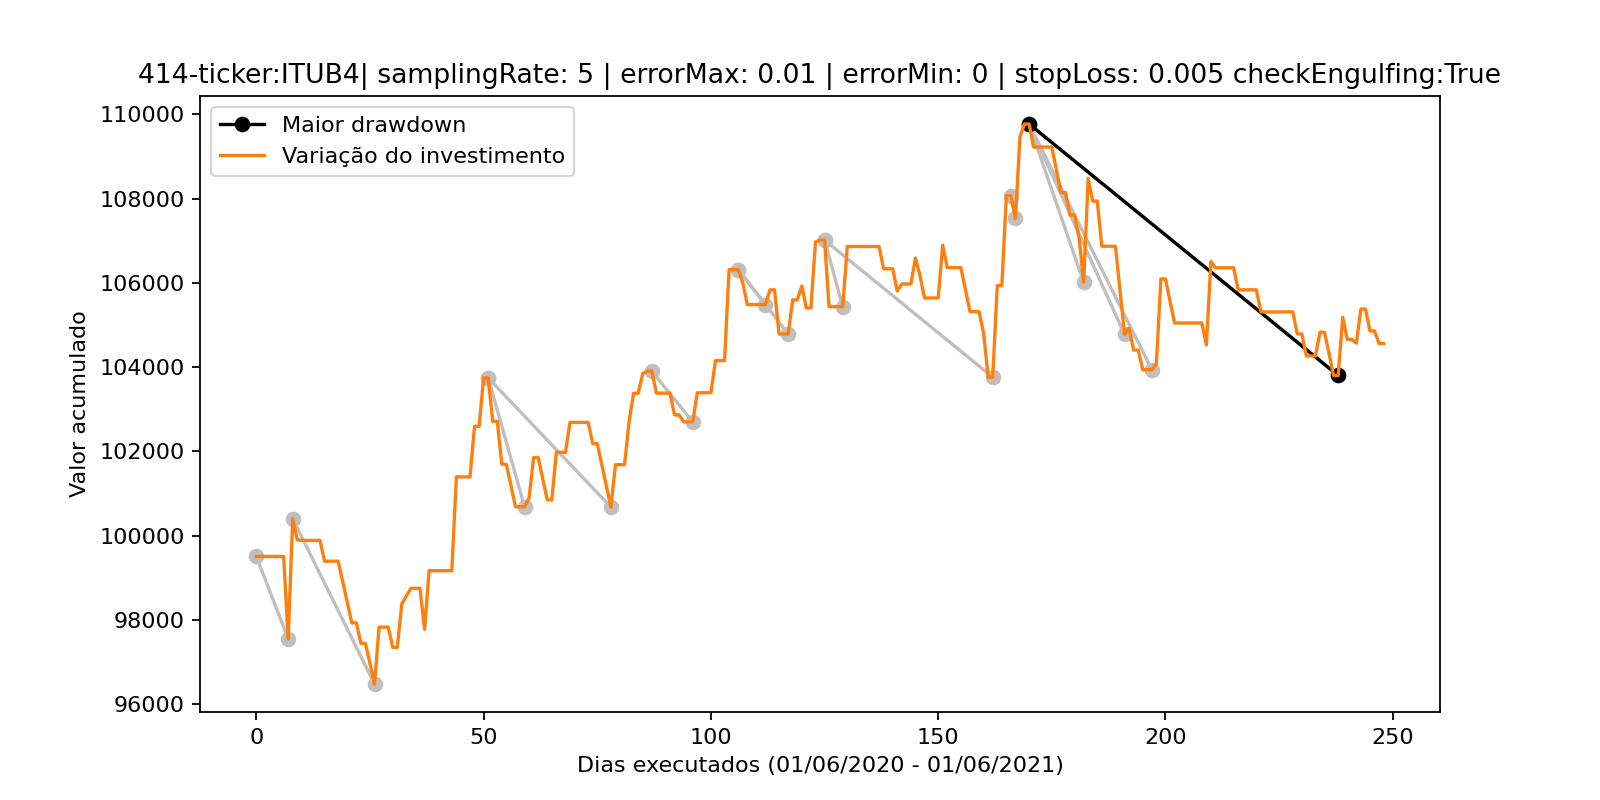 414-ticker:ITUB4| samplingRate: 5 | errorMax: 0.01 | errorMin: 0 | stopLoss: 0.005 checkEngulfing:True
Maior drawdown
Variação do investimento
Valor acumulado
110000
108000
106000
104000
102000
100000
98000
96000
0 50 100 150 200 250
Dias executados (01/06/2020 - 01/06/2021)